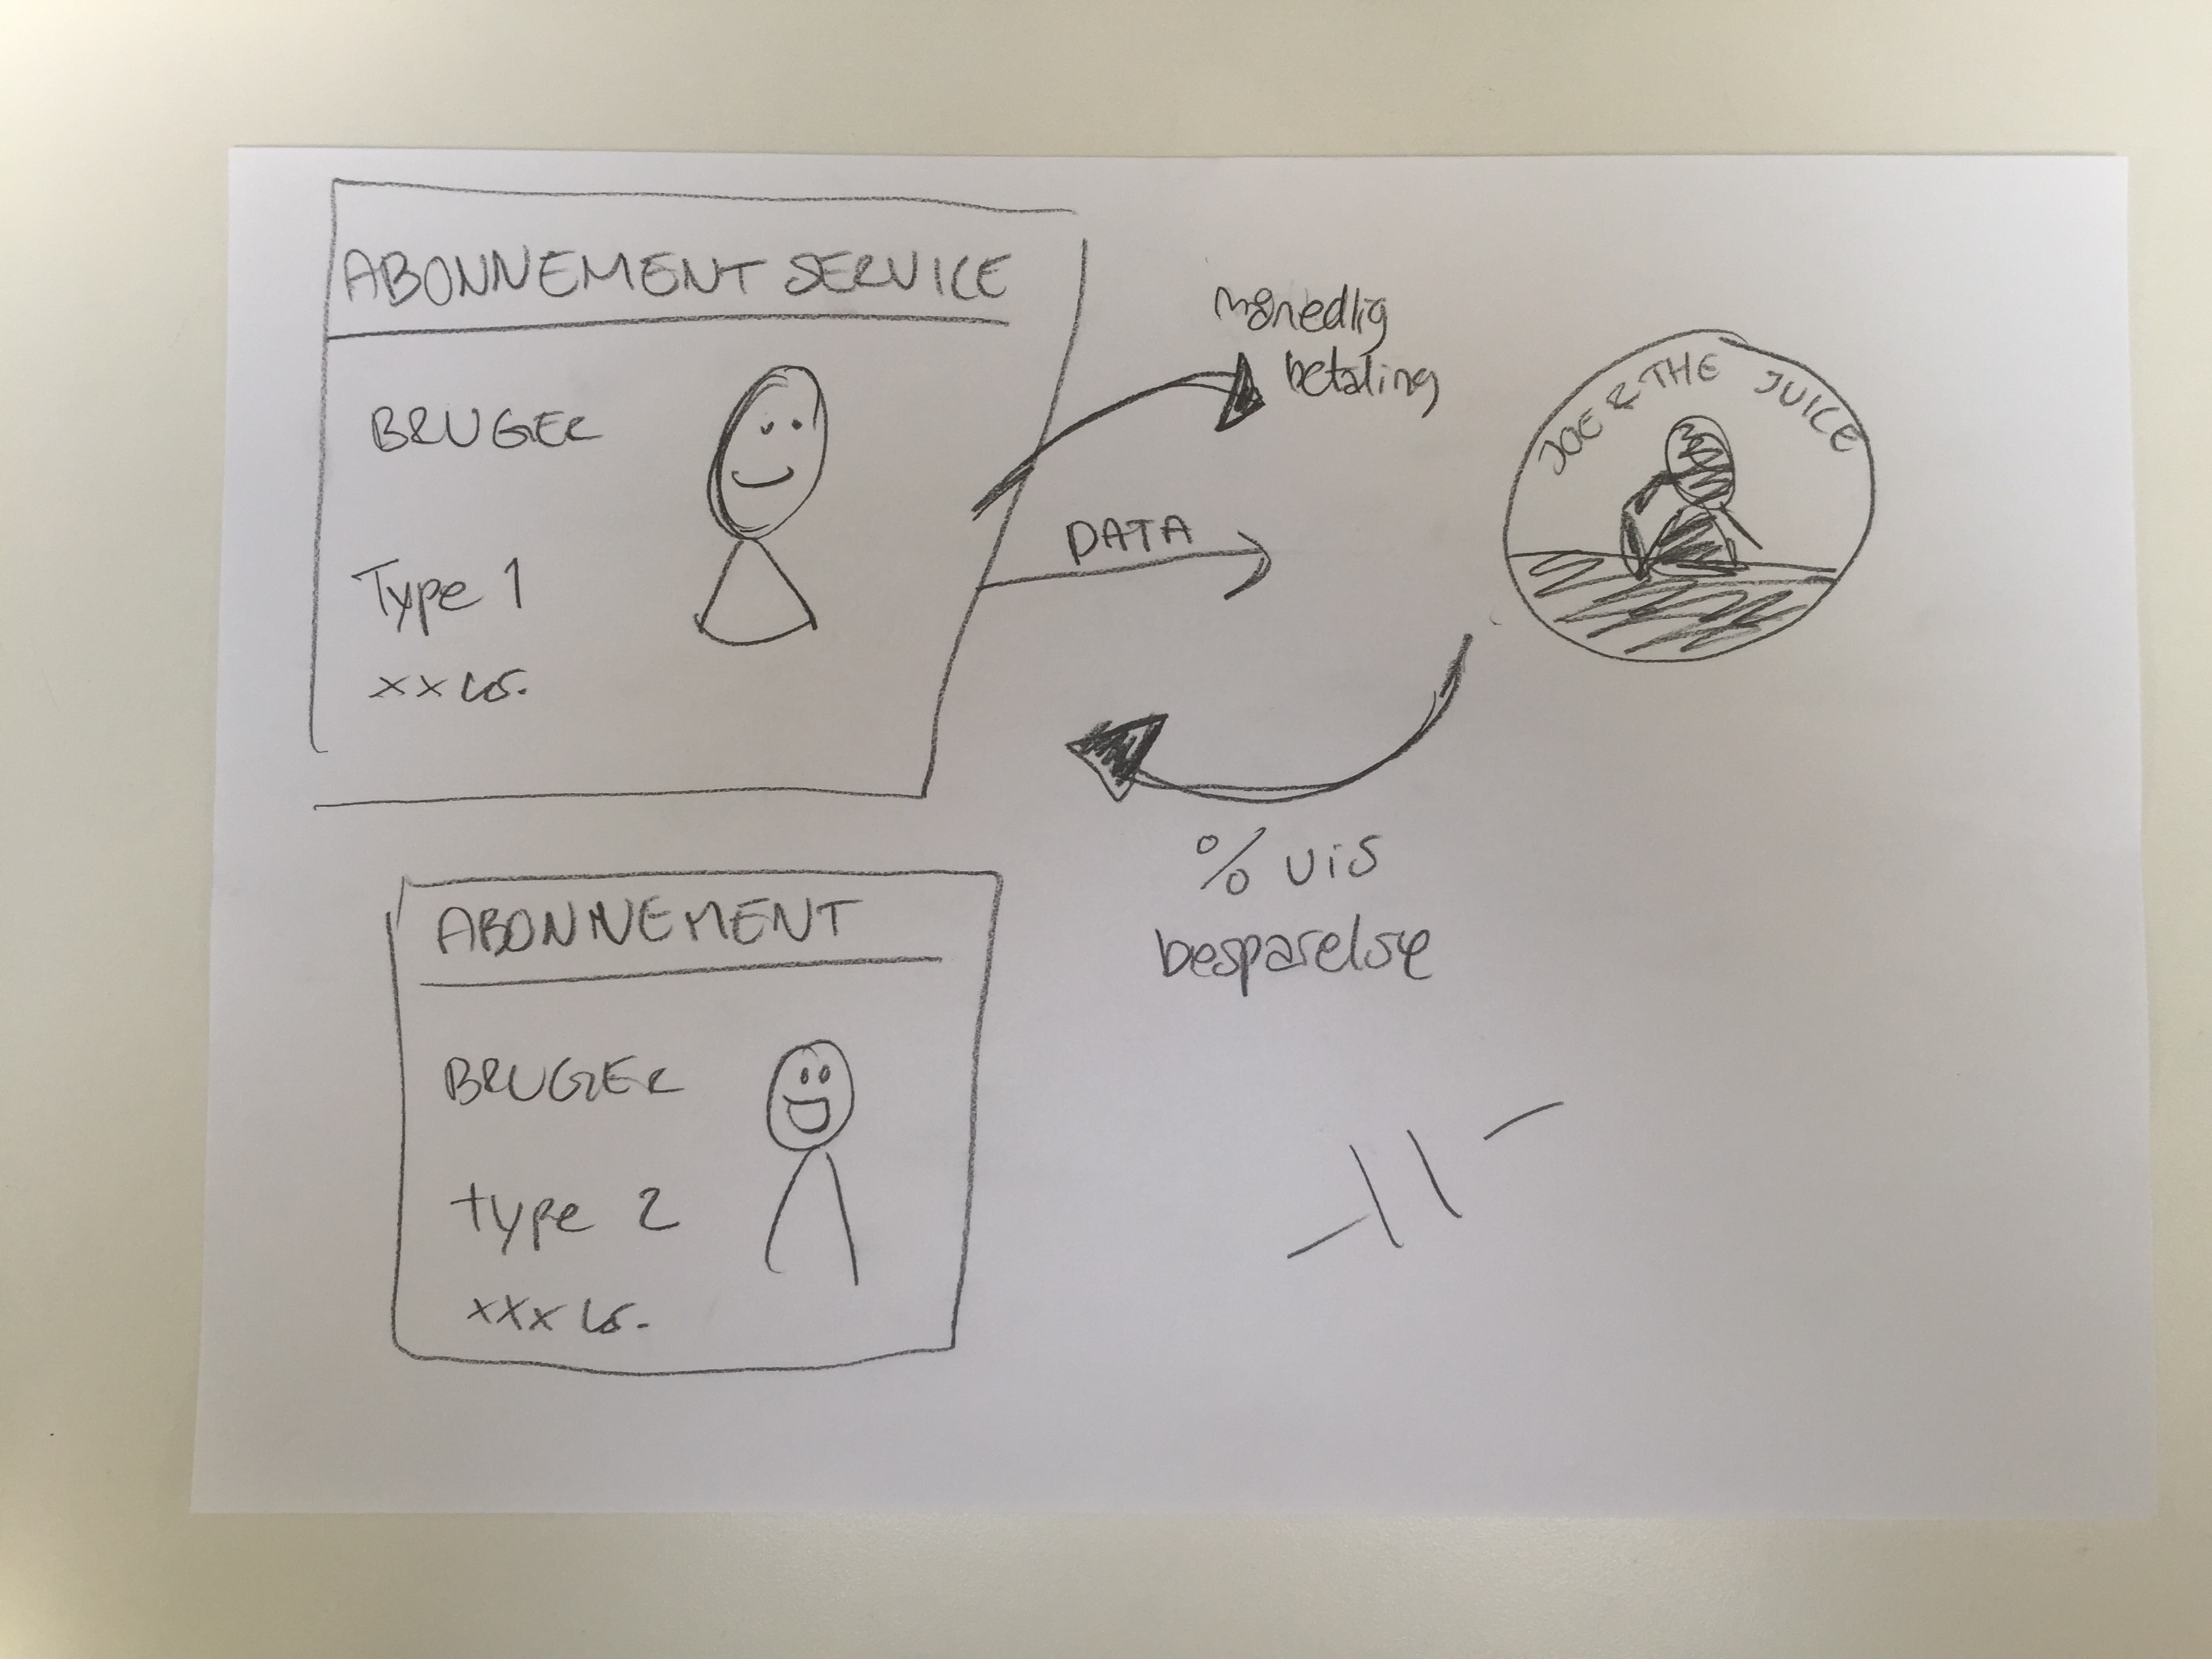 ABONNEMENT SERVICE
BRUGER
Type 1
xx kr.
månedlig
betaling
DATA
JOE & THE JUICE
% vis
besparelse
ABONNEMENT
BRUGER
type 2
xxx kr.
-11-